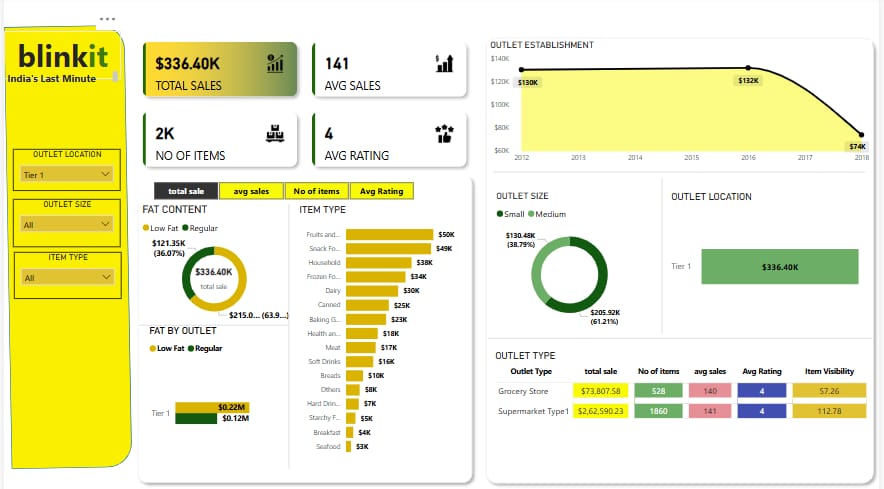 blinkit
India's Last Minute
OUTLET LOCATION
Tier 1
OUTLET SIZE
All
ITEM TYPE
All
$336.40K
TOTAL SALES
141
AVG SALES
2K
NO OF ITEMS
4
AVG RATING
total sale avg sales No of items Avg Rating
FAT CONTENT
Low Fat Regular
$121.35K
(36.07%)
$336.40K
total sale
$215.0... (63.9...)
FAT BY OUTLET
Low Fat Regular
Tier 1
$0.22M
$0.12M
ITEM TYPE
Fruits and... $50K
Snack Fo... $49K
Household $38K
Frozen Fo... $34K
Dairy $30K
Canned $25K
Baking G... $23K
Health an... $18K
Meat $17K
Soft Drinks $16K
Breads $10K
Others $8K
Hard Drin... $7K
Starchy F... $5K
Breakfast $4K
Seafood $3K
OUTLET ESTABLISHMENT
$140K
$120K
$100K
$80K
$60K
$130K
$132K
$74K
2012 2013 2014 2015 2016 2017 2018
OUTLET SIZE
Small Medium
$130.48K
(38.79%)
$205.92K
(61.21%)
OUTLET LOCATION
Tier 1 $336.40K
OUTLET TYPE
Outlet Type total sale No of items avg sales Avg Rating Item Visibility
Grocery Store $73,807.58 528 140 4 57.26
Supermarket Type1 $2,62,590.23 1860 141 4 112.78